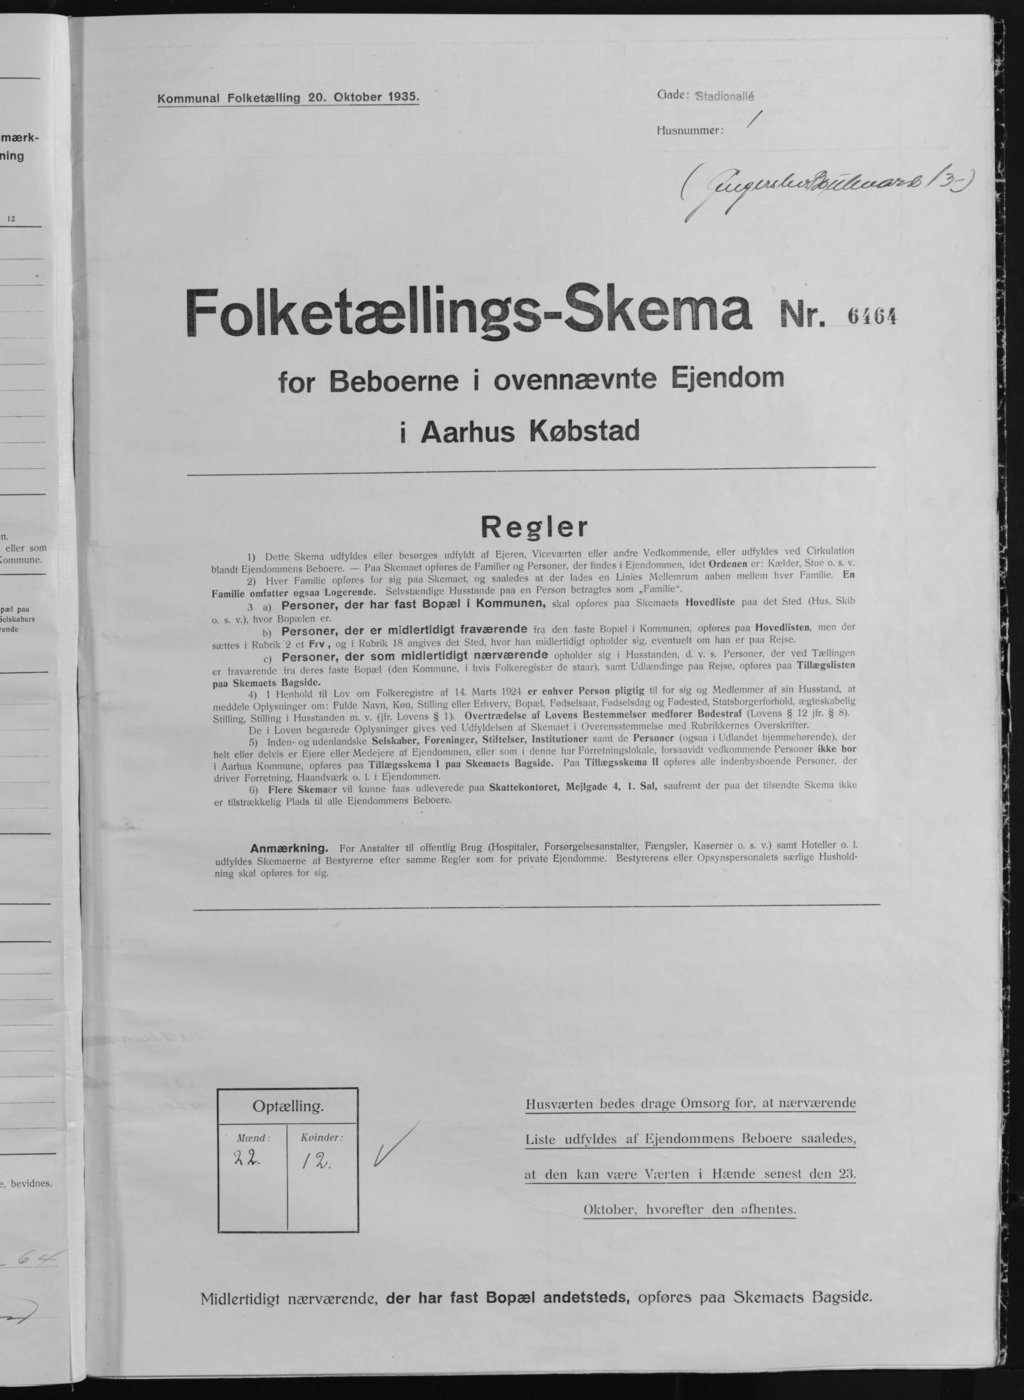 mærk-
ning
12
n.
eller som
Kommune.
pæl paa
Selskabers
rende
e, bevidnes.
64
Kommunal Folketælling 20. Oktober 1935.
Gade: Stadionallé
Husnummer: 1
(Ingerslevs Boulevard 13-)
Folketællings-Skema Nr. 6464
for Beboerne i ovennævnte Ejendom
i Aarhus Købstad
Regler
1) Dette Skema udfyldes eller besørges udfyldt af Ejeren, Viceværten eller andre Vedkommende, eller udfyldes ved Cirkulation
blandt Ejendommens Beboere. — Paa Skemaet opføres de Familier og Personer, der findes i Ejendommen, idet Ordenen er: Kælder, Stue o. s. v.
2) Hver Familie opføres for sig paa Skemaet, og saaledes at der lades en Linies Mellemrum aaben mellem hver Familie. En
Familie omfatter ogsaa Logerende. Selvstændige Husstande paa en Person betragtes som „Familie“.
3 a) Personer, der har fast Bopæl i Kommunen, skal opføres paa Skemaets Hovedliste paa det Sted (Hus, Skib
o. s. v.), hvor Bopælen er.
b) Personer, der er midlertidigt fraværende fra den faste Bopæl i Kommunen, opføres paa Hovedlisten, men der
sættes i Rubrik 2 et Frv., og i Rubrik 18 angives det Sted, hvor han midlertidigt opholder sig, eventuelt om han er paa Rejse.
c) Personer, der som midlertidigt nærværende opholder sig i Husstanden, d. v. s. Personer, der ved Tællingen
er fraværende fra deres faste Bopæl (den Kommune, i hvis Folkeregister de staar), samt Udlændinge paa Rejse, opføres paa Tillægslisten
paa Skemaets Bagside.
4) I Henhold til Lov om Folkeregistre af 14. Marts 1924 er enhver Person pligtig til for sig og Medlemmer af sin Husstand, at
meddele Oplysninger om: Fulde Navn, Køn, Stilling eller Erhverv, Bopæl, Fødselsaar, Fødselsdag og Fødested, Statsborgerforhold, ægteskabelig
Stilling, Stilling i Husstanden m. v. (jfr. Lovens § 1). Overtrædelse af Lovens Bestemmelser medfører Bødestraf (Lovens § 12 jfr. § 8).
De i Loven begærede Oplysninger gives ved Udfyldelsen af Skemaet i Overensstemmelse med Rubrikkernes Overskrifter.
5) Inden- og udenlandske Selskaber, Foreninger, Stiftelser, Institutioner samt de Personer (ogsaa i Udlandet hjemmehørende), der
helt eller delvis er Ejere eller Medejere af Ejendommen, eller som i denne har Forretningslokale, forsaavidt vedkommende Personer ikke bor
i Aarhus Kommune, opføres paa Tillægsskema I paa Skemaets Bagside. Paa Tillægsskema II opføres alle indenbysboende Personer, der
driver Forretning, Haandværk o. l. i Ejendommen.
6) Flere Skemaer vil kunne faas udleverede paa Skattekontoret, Mejlgade 4, 1. Sal, saafremt der paa det tilsendte Skema ikke
er tilstrækkelig Plads til alle Ejendommens Beboere.
Anmærkning. For Anstalter til offentlig Brug (Hospitaler, Forsørgelsesanstalter, Fængsler, Kaserner o. s. v.) samt Hoteller o. l.
udfyldes Skemaerne af Bestyrerne efter samme Regler som for private Ejendomme. Bestyrerens eller Opsynspersonalets særlige Hushold-
ning skal opføres for sig.
Optælling.
Mænd: Kvinder:
22. 12.
Husværten bedes drage Omsorg for, at nærværende
Liste udfyldes af Ejendommens Beboere saaledes,
at den kan være Værten i Hænde senest den 23.
Oktober, hvorefter den afhentes.
Midlertidigt nærværende, der har fast Bopæl andetsteds, opføres paa Skemaets Bagside.